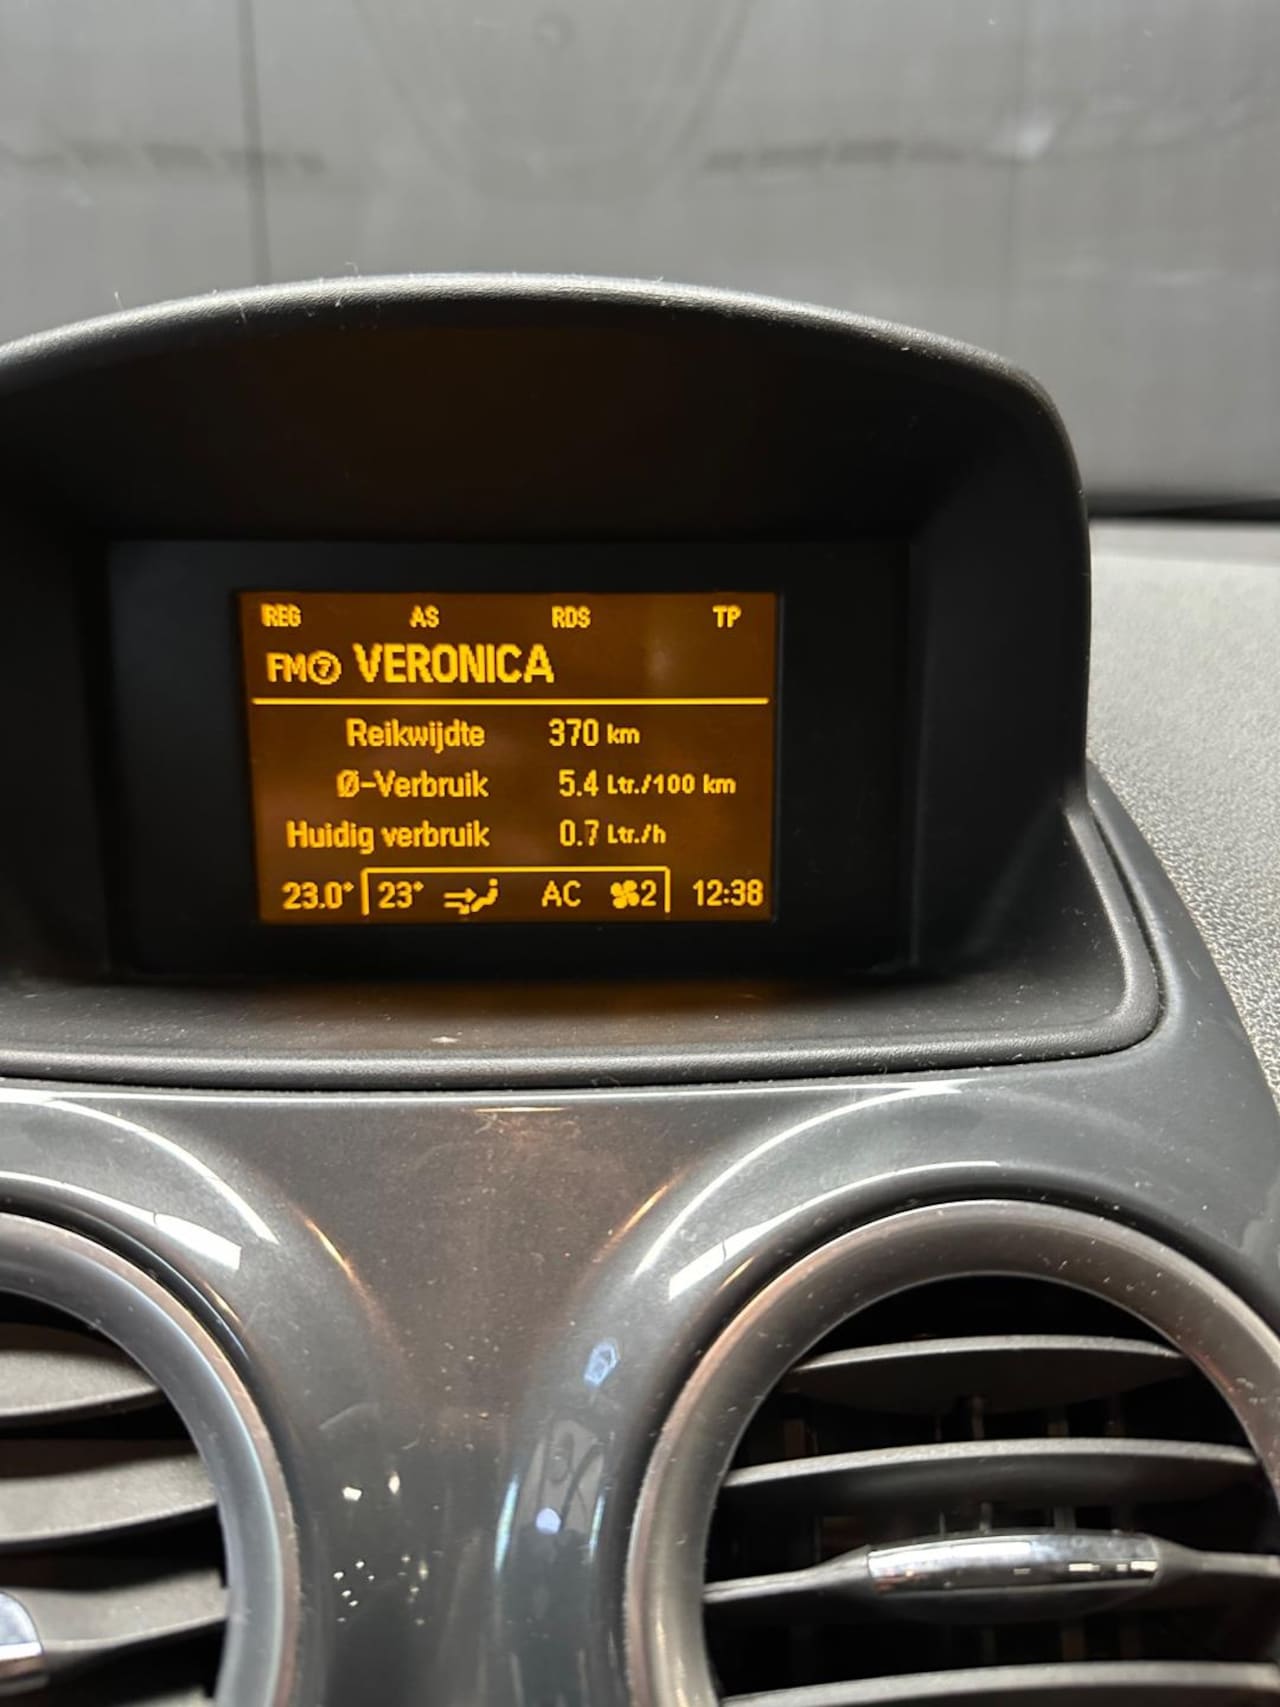 REG AS RDS TP
FM VERONICA
Reikwijdte 370 km
Ø-Verbruik 5.4 Ltr./100 km
Huidig verbruik 0.7 Ltr./h
23.0° 23° AC 2 12:38